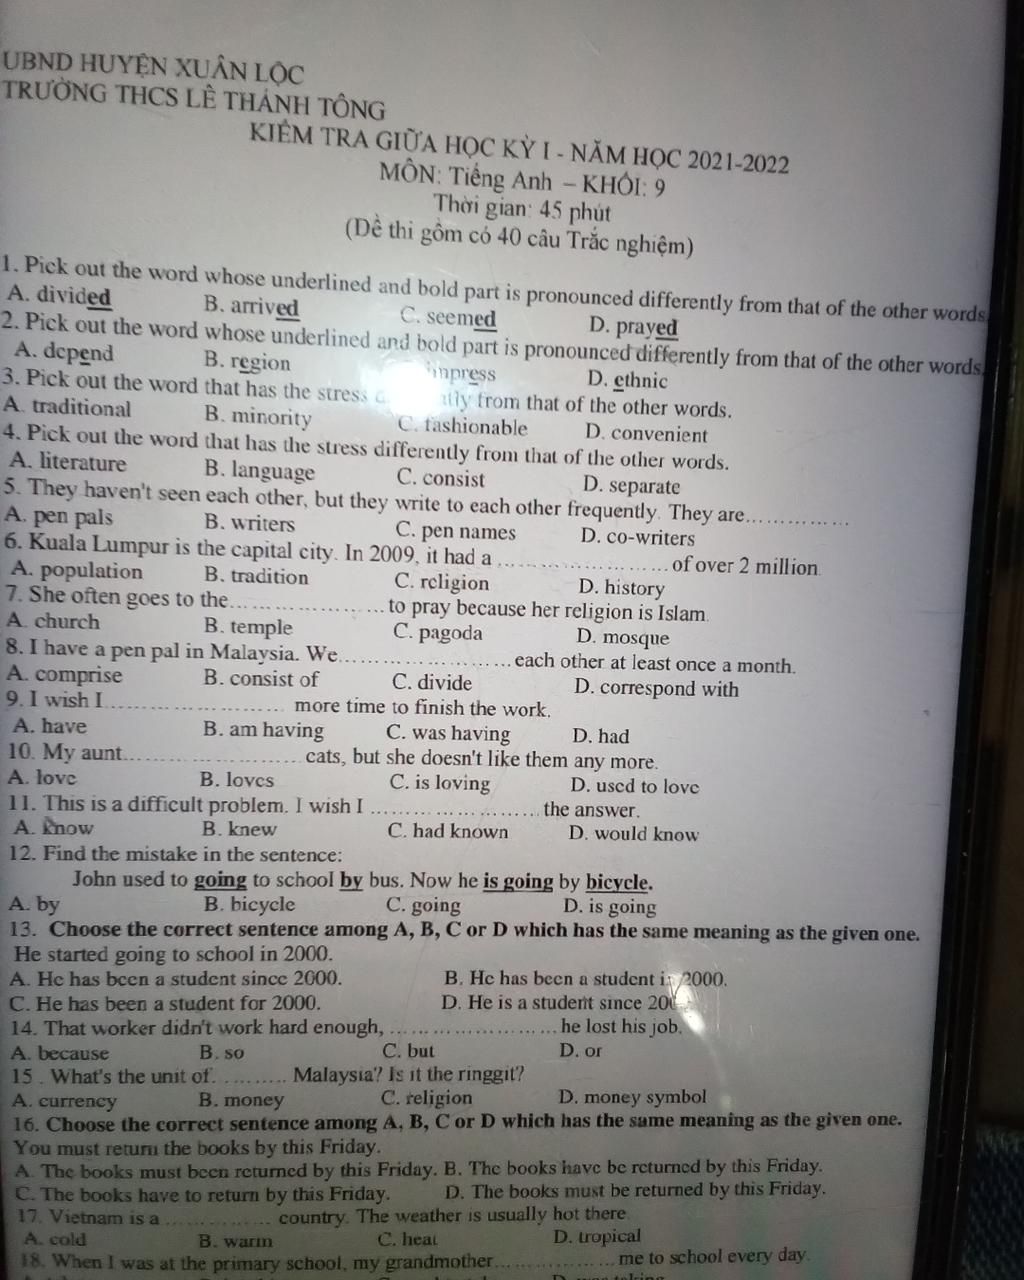 UBND HUYỆN XUÂN LỘC
TRƯỜNG THCS LÊ THÁNH TÔNG
KIỂM TRA GIỮA HỌC KỲ I - NĂM HỌC 2021-2022
MÔN: Tiếng Anh – KHỐI: 9
Thời gian: 45 phút
(Đề thi gồm có 40 câu Trắc nghiệm)
1. Pick out the word whose underlined and bold part is pronounced differently from that of the other words.
A. divided B. arrived C. seemed D. prayed
2. Pick out the word whose underlined and bold part is pronounced differently from that of the other words.
A. depend B. region impress D. ethnic
3. Pick out the word that has the stress from that of the other words.
A. traditional B. minority C. fashionable D. convenient
4. Pick out the word that has the stress differently from that of the other words.
A. literature B. language C. consist D. separate
5. They haven't seen each other, but they write to each other frequently. They are...............
A. pen pals B. writers C. pen names D. co-writers
6. Kuala Lumpur is the capital city. In 2009, it had a ........................ of over 2 million.
A. population B. tradition C. religion D. history
7. She often goes to the........................ to pray because her religion is Islam.
A. church B. temple C. pagoda D. mosque
8. I have a pen pal in Malaysia. We........................ each other at least once a month.
A. comprise B. consist of C. divide D. correspond with
9. I wish I........................ more time to finish the work.
A. have B. am having C. was having D. had
10. My aunt........................ cats, but she doesn't like them any more.
A. love B. loves C. is loving D. used to love
11. This is a difficult problem. I wish I ........................ the answer.
A. know B. knew C. had known D. would know
12. Find the mistake in the sentence:
John used to going to school by bus. Now he is going by bicycle.
A. by B. bicycle C. going D. is going
13. Choose the correct sentence among A, B, C or D which has the same meaning as the given one.
He started going to school in 2000.
A. He has been a student since 2000. B. He has been a student in 2000.
C. He has been a student for 2000. D. He is a student since
14. That worker didn't work hard enough, ........................ he lost his job.
A. because B. so C. but D. or
15 . What's the unit of........... Malaysia? Is it the ringgit?
A. currency B. money C. religion D. money symbol
16. Choose the correct sentence among A, B, C or D which has the same meaning as the given one.
You must return the books by this Friday.
A. The books must been returned by this Friday. B. The books have be returned by this Friday.
C. The books have to return by this Friday. D. The books must be returned by this Friday.
17. Vietnam is a ............... country. The weather is usually hot there.
A. cold B. warm C. heat D. tropical
18. When I was at the primary school, my grandmother................. me to school every day.